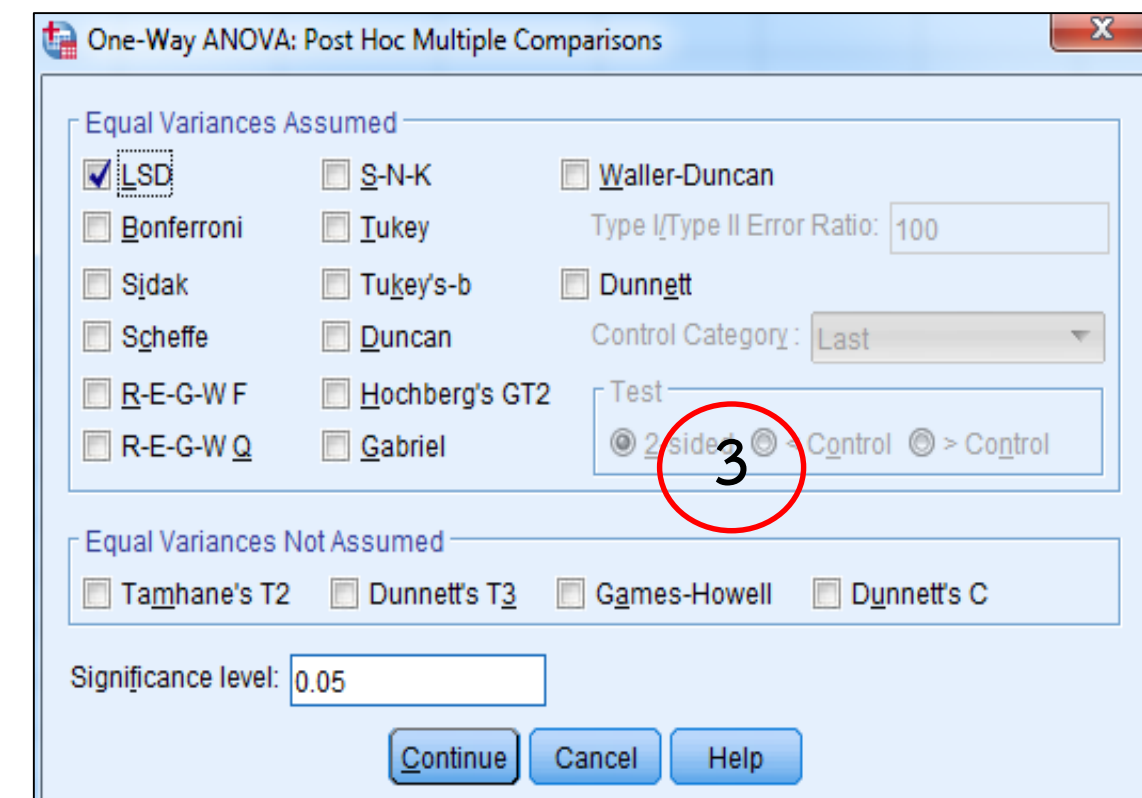 One-Way ANOVA: Post Hoc Multiple Comparisons
X
Equal Variances Assumed
LSD S-N-K Waller-Duncan
Bonferroni Tukey Type I/Type II Error Ratio: 100
Sidak Tukey's-b Dunnett
Scheffe Duncan Control Category : Last
R-E-G-W F Hochberg's GT2 Test
R-E-G-W Q Gabriel 2-sided < Control > Control
3
Equal Variances Not Assumed
Tamhane's T2 Dunnett's T3 Games-Howell Dunnett's C
Significance level: 0.05
Continue Cancel Help